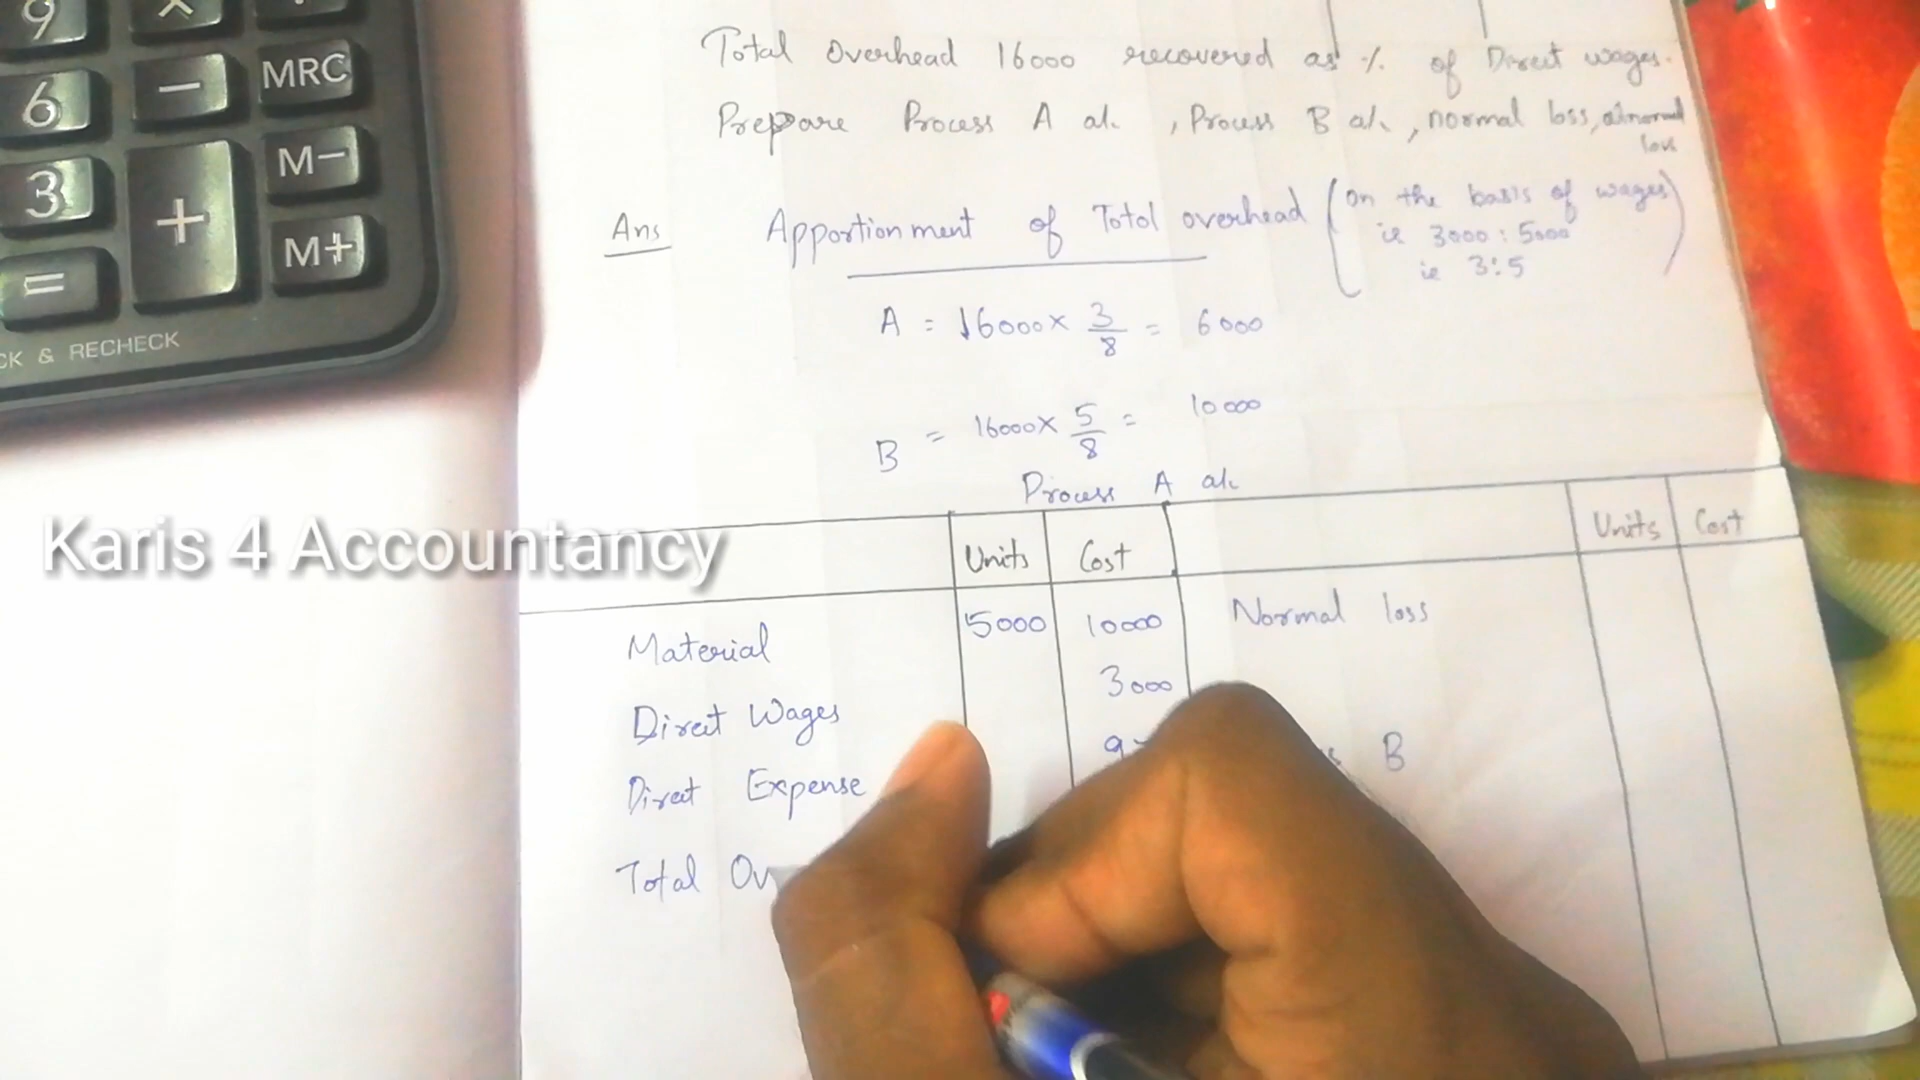 9 ×
6 − MRC
3 + M−
= M+
CK & RECHECK
Total Overhead 16000 recovered as % of Direct wages.
Prepare Process A a/c , Process B a/c , normal loss, abnormal
loss
Ans
Apportionment of Total overhead
on the basis of wages
ie 3000 : 5000
ie 3:5
A = 16000 × 3/8 = 6000
B = 16000 × 5/8 = 10000
Process A a/c
Units Cost Units Cost
Material 5000 10000 Normal loss
Direct Wages 3000
Direct Expense B
Total Ov
Karis 4 Accountancy